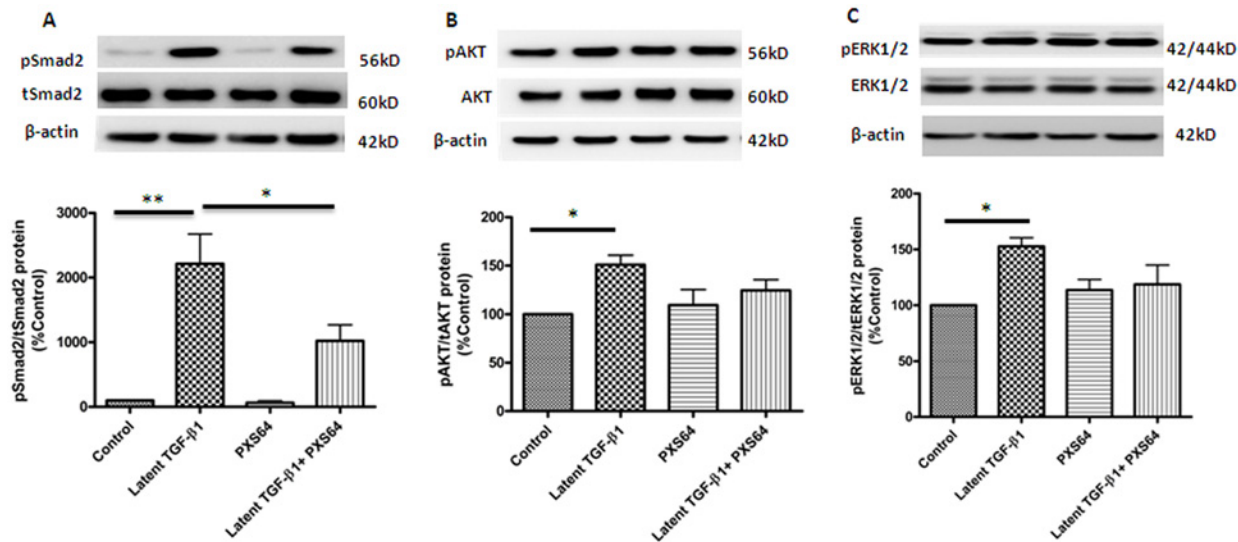 A
pSmad2
56kD
tSmad2
60kD
β-actin
42kD
**
*
pSmad2/tSmad2 protein
(%Control)
3000
2000
1000
0
Control
Latent TGF-β1
PXS64
Latent TGF-β1+ PXS64
B
pAKT
56kD
AKT
60kD
β-actin
42kD
*
pAKT/tAKT protein
(%Control)
200
150
100
50
0
Control
Latent TGF-β1
PXS64
Latent TGF-β1+ PXS64
C
pERK1/2
42/44kD
ERK1/2
42/44kD
β-actin
42kD
*
pERK1/2/tERK1/2 protein
(%Control)
200
150
100
50
0
Control
Latent TGF-β1
PXS64
Latent TGF-β1+ PXS64